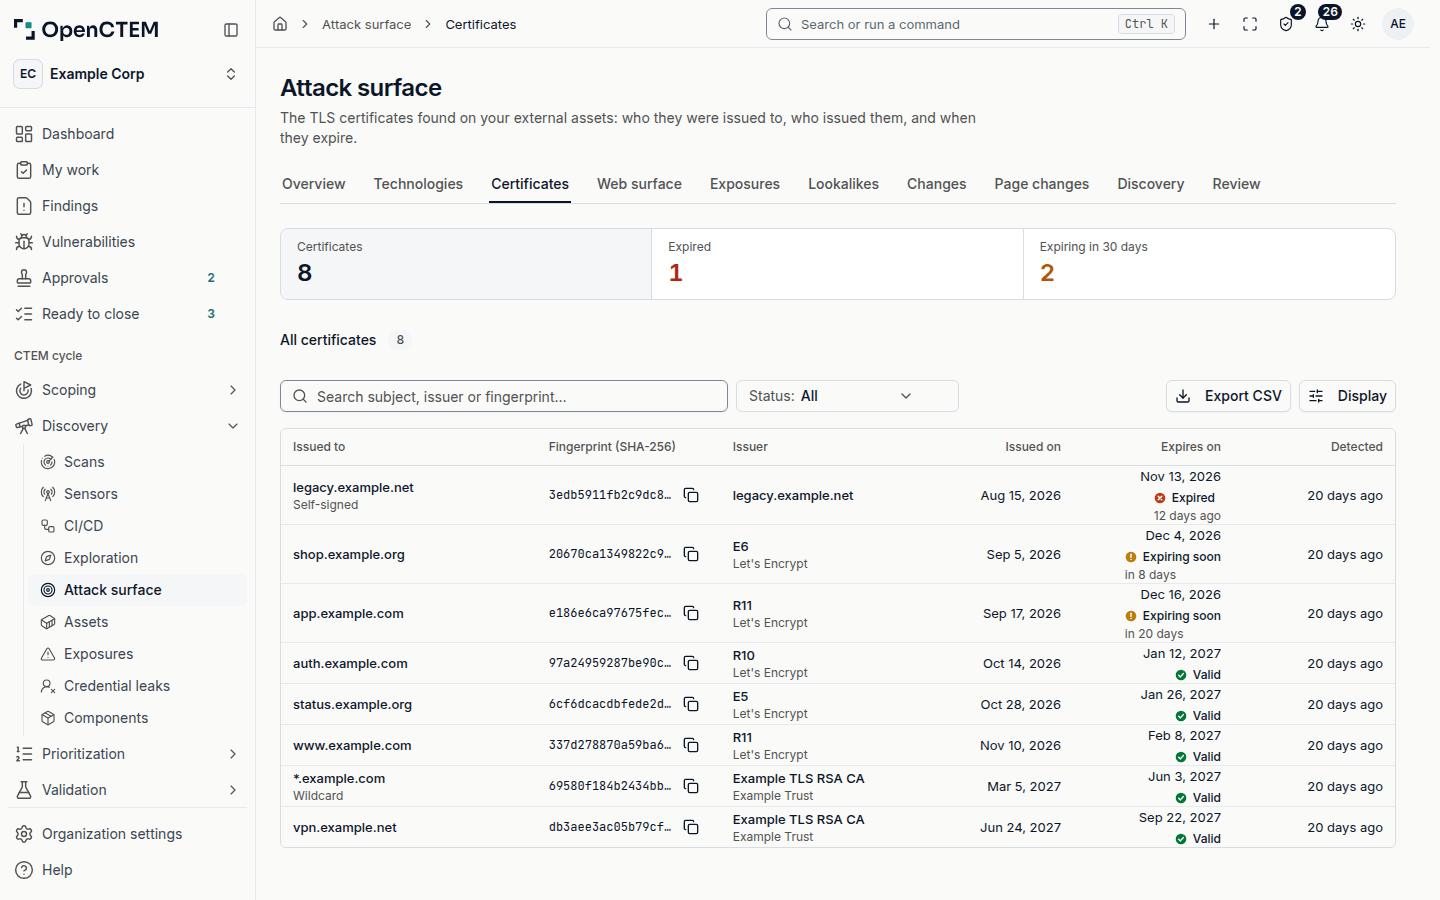 OpenCTEM
EC Example Corp
Dashboard
My work
Findings
Vulnerabilities
Approvals 2
Ready to close 3
CTEM cycle
Scoping
Discovery
Scans
Sensors
CI/CD
Exploration
Attack surface
Assets
Exposures
Credential leaks
Components
Prioritization
Validation
Organization settings
Help
Attack surface Certificates
Search or run a command Ctrl K
2 26 AE
Attack surface
The TLS certificates found on your external assets: who they were issued to, who issued them, and when
they expire.
Overview Technologies Certificates Web surface Exposures Lookalikes Changes Page changes Discovery Review
Certificates Expired Expiring in 30 days
8 1 2
All certificates 8
Search subject, issuer or fingerprint... Status: All Export CSV Display
Issued to Fingerprint (SHA-256) Issuer Issued on Expires on Detected
legacy.example.net Self-signed 3edb5911fb2c9dc8… legacy.example.net Aug 15, 2026 Nov 13, 2026 Expired 12 days ago 20 days ago
shop.example.org 20670ca1349822c9… E6 Let's Encrypt Sep 5, 2026 Dec 4, 2026 Expiring soon in 8 days 20 days ago
app.example.com e186e6ca97675fec… R11 Let's Encrypt Sep 17, 2026 Dec 16, 2026 Expiring soon in 20 days 20 days ago
auth.example.com 97a24959287be90c… R10 Let's Encrypt Oct 14, 2026 Jan 12, 2027 Valid 20 days ago
status.example.org 6cf6dcacdbfede2d… E5 Let's Encrypt Oct 28, 2026 Jan 26, 2027 Valid 20 days ago
www.example.com 337d278870a59ba6… R11 Let's Encrypt Nov 10, 2026 Feb 8, 2027 Valid 20 days ago
*.example.com Wildcard 69580f184b2434bb… Example TLS RSA CA Example Trust Mar 5, 2027 Jun 3, 2027 Valid 20 days ago
vpn.example.net db3aee3ac05b79cf… Example TLS RSA CA Example Trust Jun 24, 2027 Sep 22, 2027 Valid 20 days ago